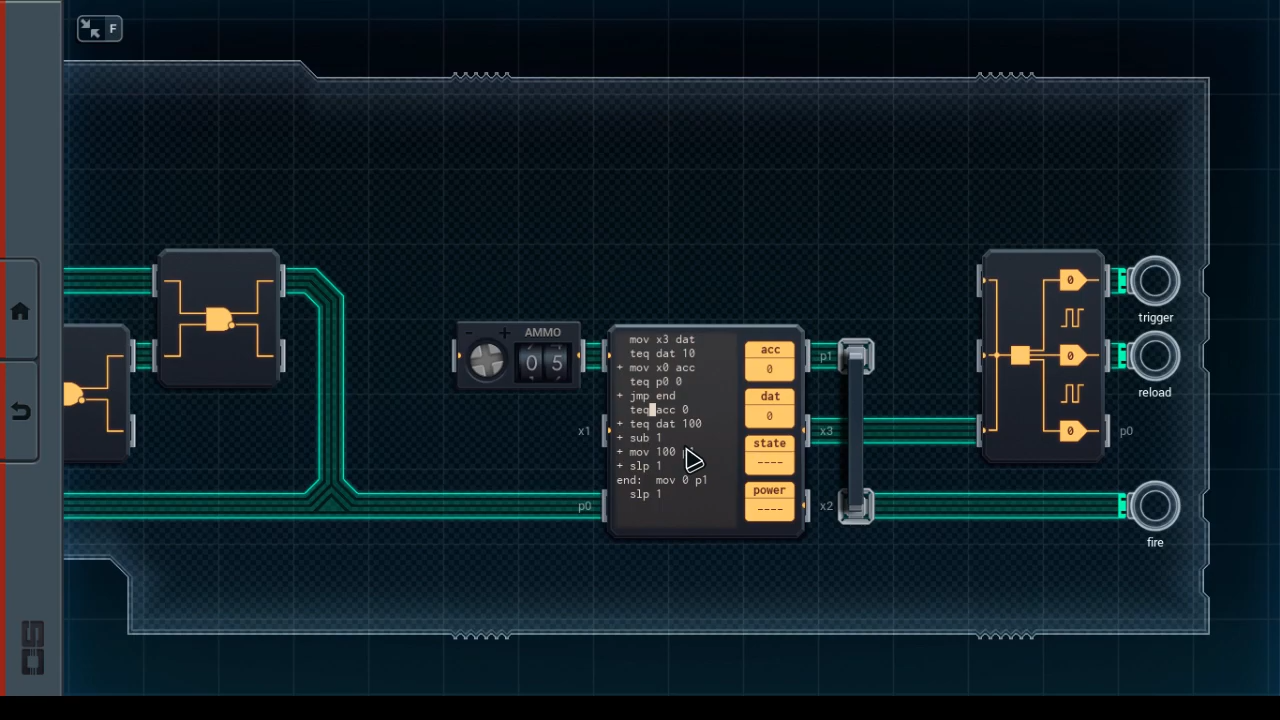 F
AMMO
0 5
mov x3 dat
teq dat 10
+ mov x0 acc
teq p0 0
+ jmp end
teq acc 0
+ teq dat 100
+ sub 1
+ mov 100
+ slp 1
end: mov 0 p1
slp 1
acc
0
dat
0
state
----
power
----
x1
p0
p1
x3
x2
0
0
0
p0
trigger
reload
fire